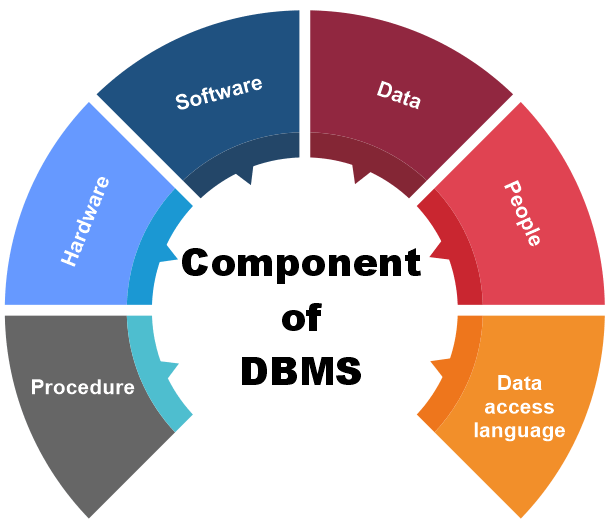 Software
Data
Hardware
People
Component
of
DBMS
Procedure
Data
access
language